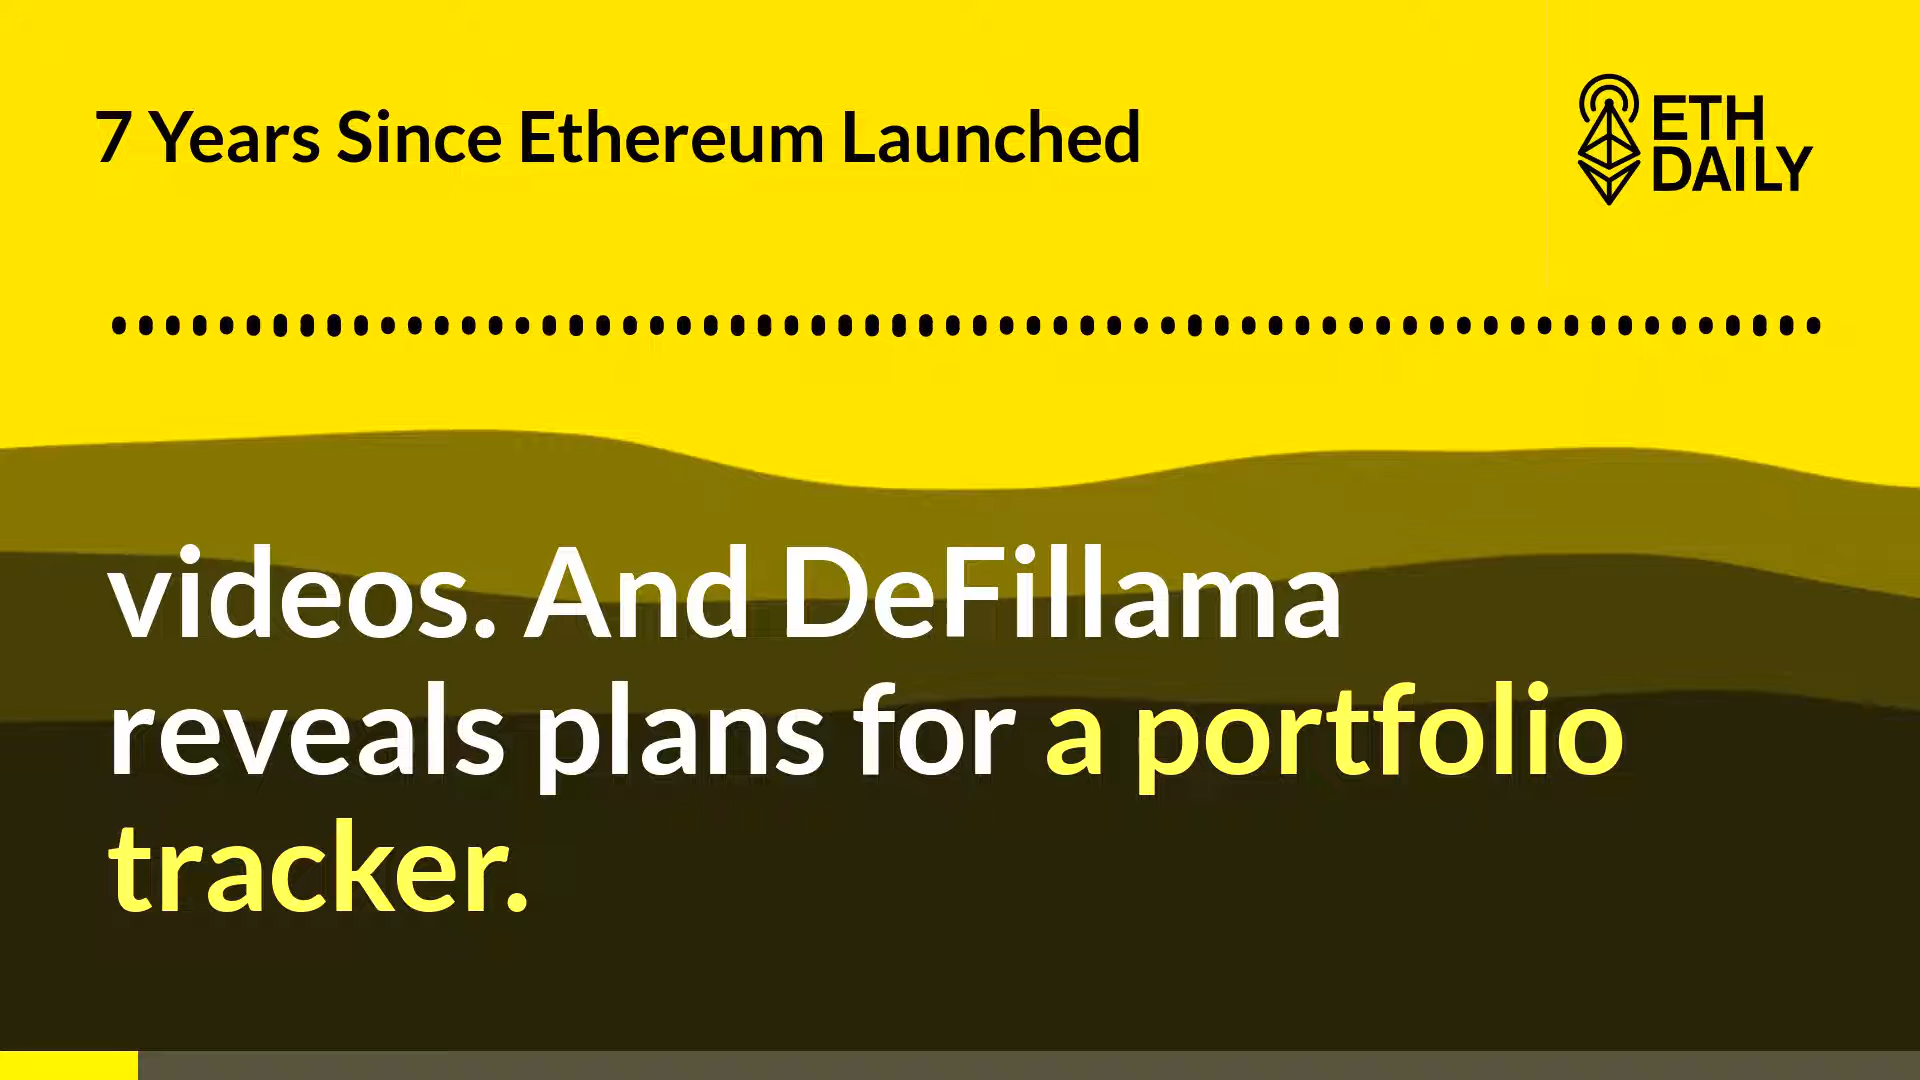 7 Years Since Ethereum Launched
ETH
DAILY
videos. And DeFillama
reveals plans for a portfolio
tracker.